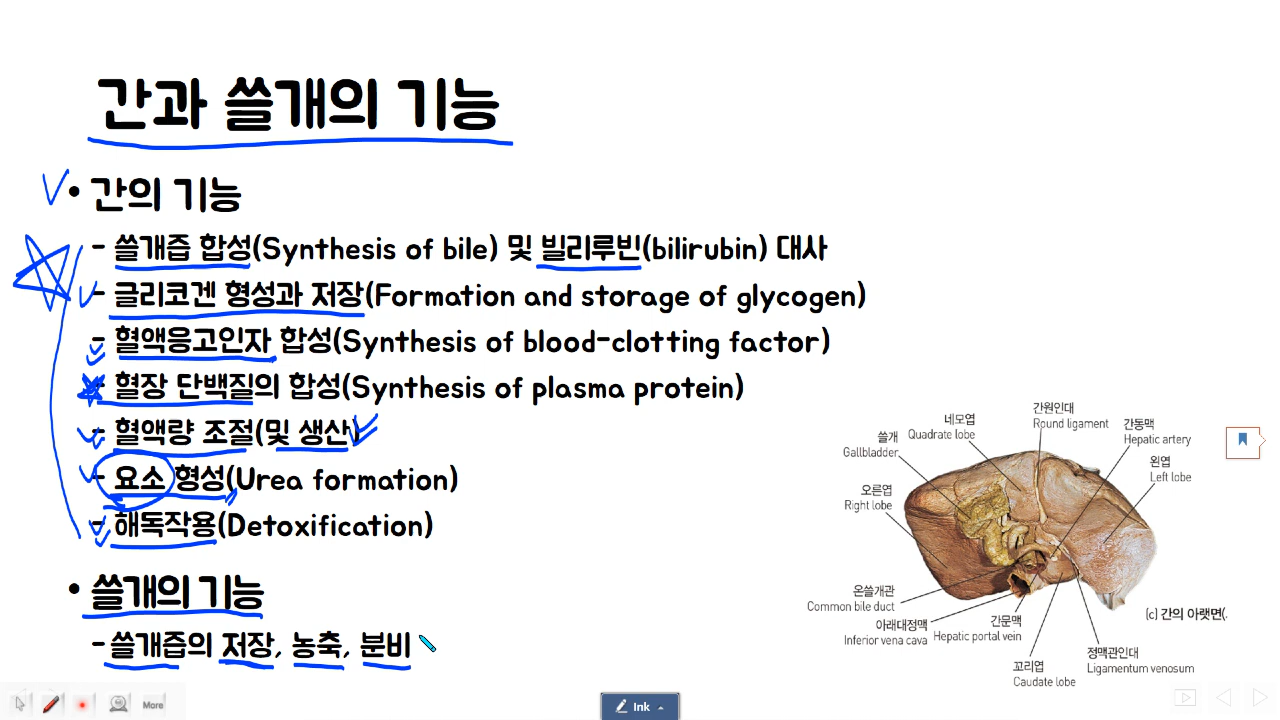 간과 쓸개의 기능
• 간의 기능
- 쓸개즙 합성(Synthesis of bile) 및 빌리루빈(bilirubin) 대사
- 글리코겐 형성과 저장(Formation and storage of glycogen)
- 혈액응고인자 합성(Synthesis of blood-clotting factor)
- 혈장 단백질의 합성(Synthesis of plasma protein)
- 혈액량 조절(및 생산)
- 요소 형성(Urea formation)
- 해독작용(Detoxification)
• 쓸개의 기능
- 쓸개즙의 저장, 농축, 분비
간원인대
Round ligament
네모엽
Quadrate lobe
간동맥
Hepatic artery
쓸개
Gallbladder
왼엽
Left lobe
오른엽
Right lobe
온쓸개관
Common bile duct
아래대정맥
Inferior vena cava
간문맥
Hepatic portal vein
꼬리엽
Caudate lobe
정맥관인대
Ligamentum venosum
[c] 간의 아랫면(.
More
Ink